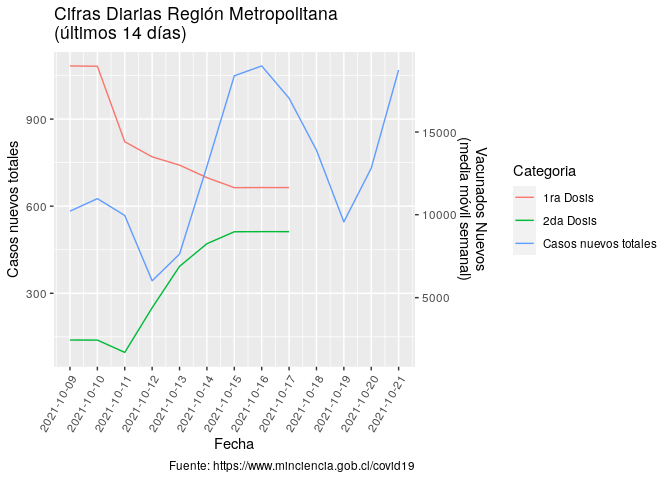 Cifras Diarias Región Metropolitana
(últimos 14 días)
Casos nuevos totales
900
600
300
15000
10000
5000
Vacunados Nuevos
(media móvil semanal)
2021-10-09
2021-10-10
2021-10-11
2021-10-12
2021-10-13
2021-10-14
2021-10-15
2021-10-16
2021-10-17
2021-10-18
2021-10-19
2021-10-20
2021-10-21
Fecha
Categoria
1ra Dosis
2da Dosis
Casos nuevos totales
Fuente: https://www.minciencia.gob.cl/covid19